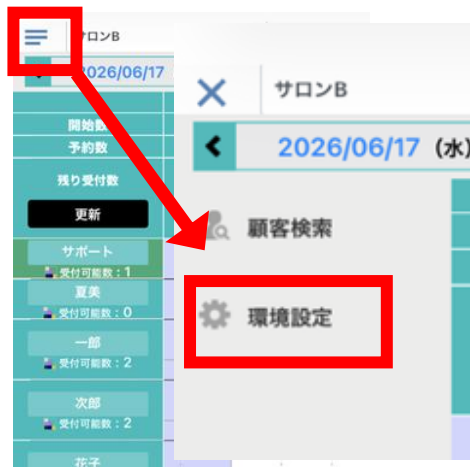 サロンB
2026/06/17
開始数
予約数
残り受付数
更新
サポート
受付可能数:1
夏美
受付可能数:0
一郎
受付可能数:2
次郎
受付可能数:2
花子
サロンB
2026/06/17 (水)
顧客検索
環境設定